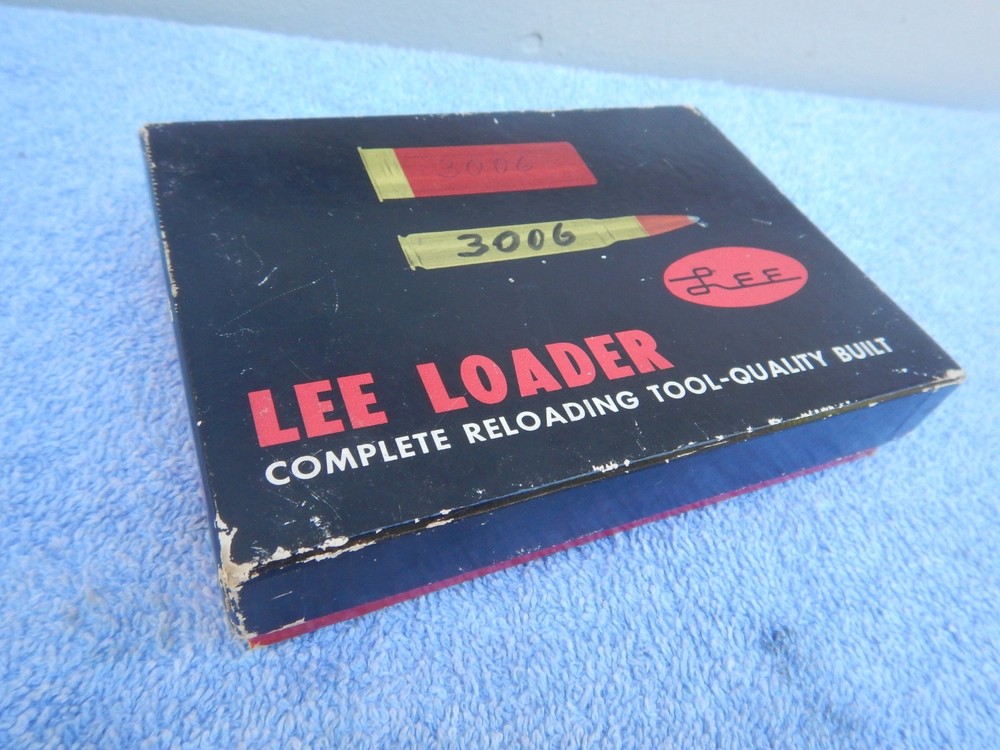 3006
3006
LEE
LEE LOADER
COMPLETE RELOADING TOOL-QUALITY BUILT